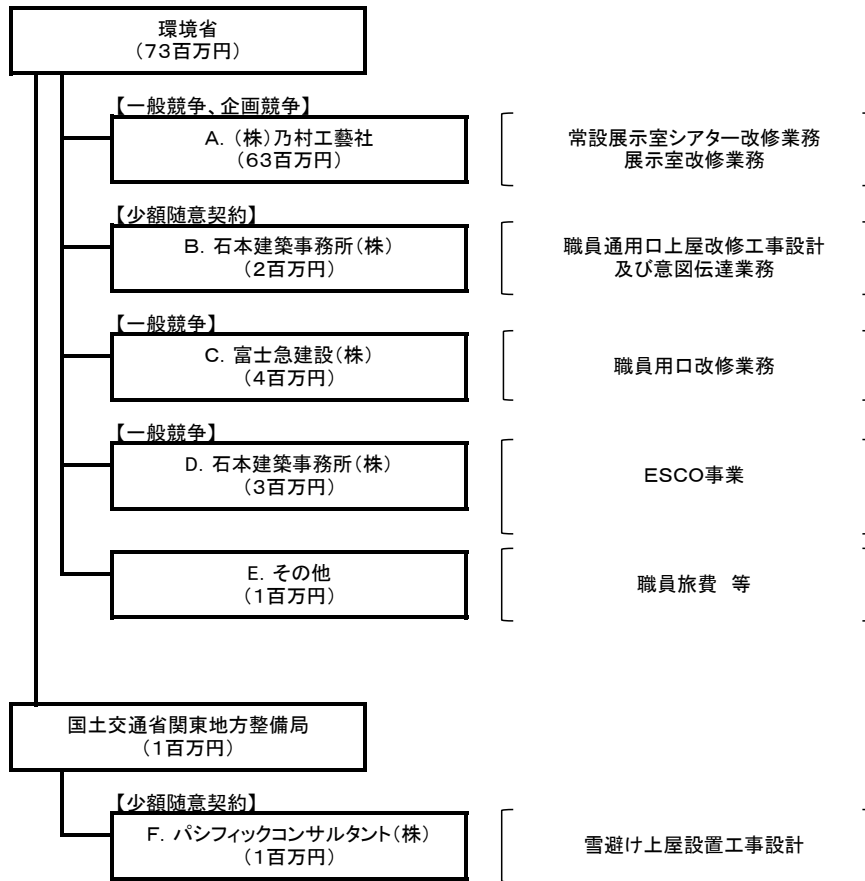 環境省
（73百万円）
【一般競争、企画競争】
A．（株）乃村工藝社
（63百万円）
常設展示室シアター改修業務
展示室改修業務
【少額随意契約】
B．石本建築事務所（株）
（2百万円）
職員通用口上屋改修工事設計
及び意図伝達業務
【一般競争】
C．富士急建設（株）
（4百万円）
職員用口改修業務
【一般競争】
D．石本建築事務所（株）
（3百万円）
ESCO事業
E．その他
（1百万円）
職員旅費　等
国土交通省関東地方整備局
（1百万円）
【少額随意契約】
F．パシフィックコンサルタント（株）
（1百万円）
雪避け上屋設置工事設計